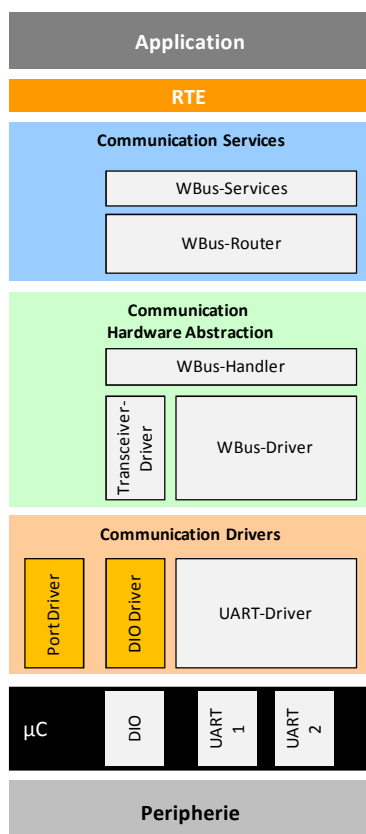 Application
RTE
Communication Services
WBus-Services
WBus-Router
Communication
Hardware Abstraction
WBus-Handler
Transceiver-
Driver
WBus-Driver
Communication Drivers
Port Driver
DIO Driver
UART-Driver
µC
DIO
UART
1
UART
2
Peripherie